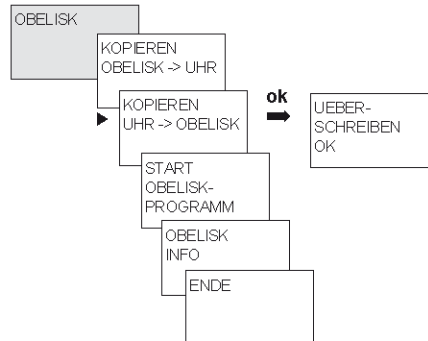 OBELISK
KOPIEREN
OBELISK -> UHR
KOPIEREN
UHR -> OBELISK
ok
UEBER-
SCHREIBEN
OK
START
OBELISK-
PROGRAMM
OBELISK
INFO
ENDE